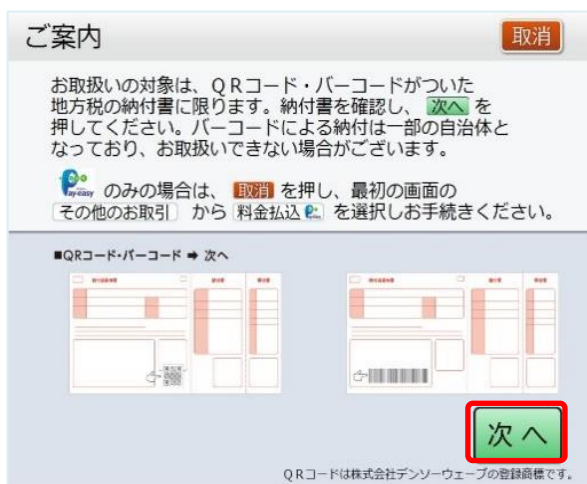 ご案内
取消
お取扱いの対象は、QRコード・バーコードがついた
地方税の納付書に限ります。納付書を確認し、 次へ を
押してください。バーコードによる納付は一部の自治体と
なっており、お取扱いできない場合がございます。
Pay-easy のみの場合は、 取消 を押し、最初の画面の
その他のお取引 から 料金払込 を選択しお手続きください。
■QRコード・バーコード ➡ 次へ
次 へ
QRコードは株式会社デンソーウェーブの登録商標です。